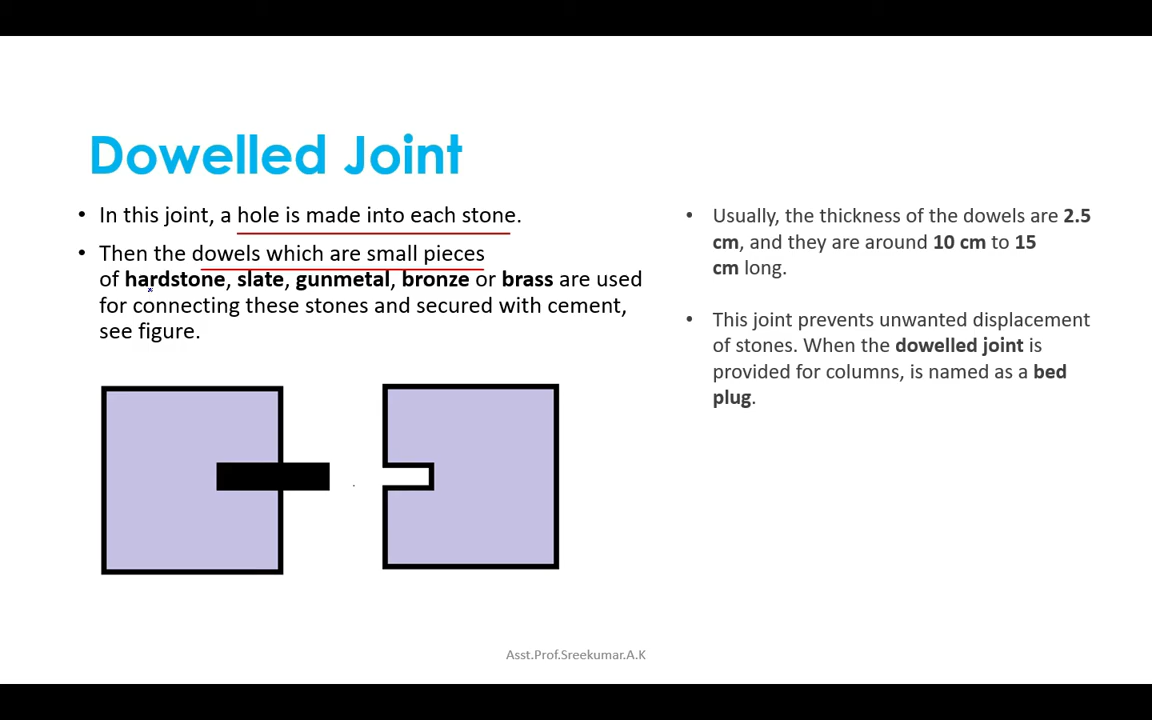 Dowelled Joint
• In this joint, a hole is made into each stone.
• Then the dowels which are small pieces
of hardstone, slate, gunmetal, bronze or brass are used
for connecting these stones and secured with cement,
see figure.
• Usually, the thickness of the dowels are 2.5
cm, and they are around 10 cm to 15
cm long.
• This joint prevents unwanted displacement
of stones. When the dowelled joint is
provided for columns, is named as a bed
plug.
Asst.Prof.Sreekumar.A.K